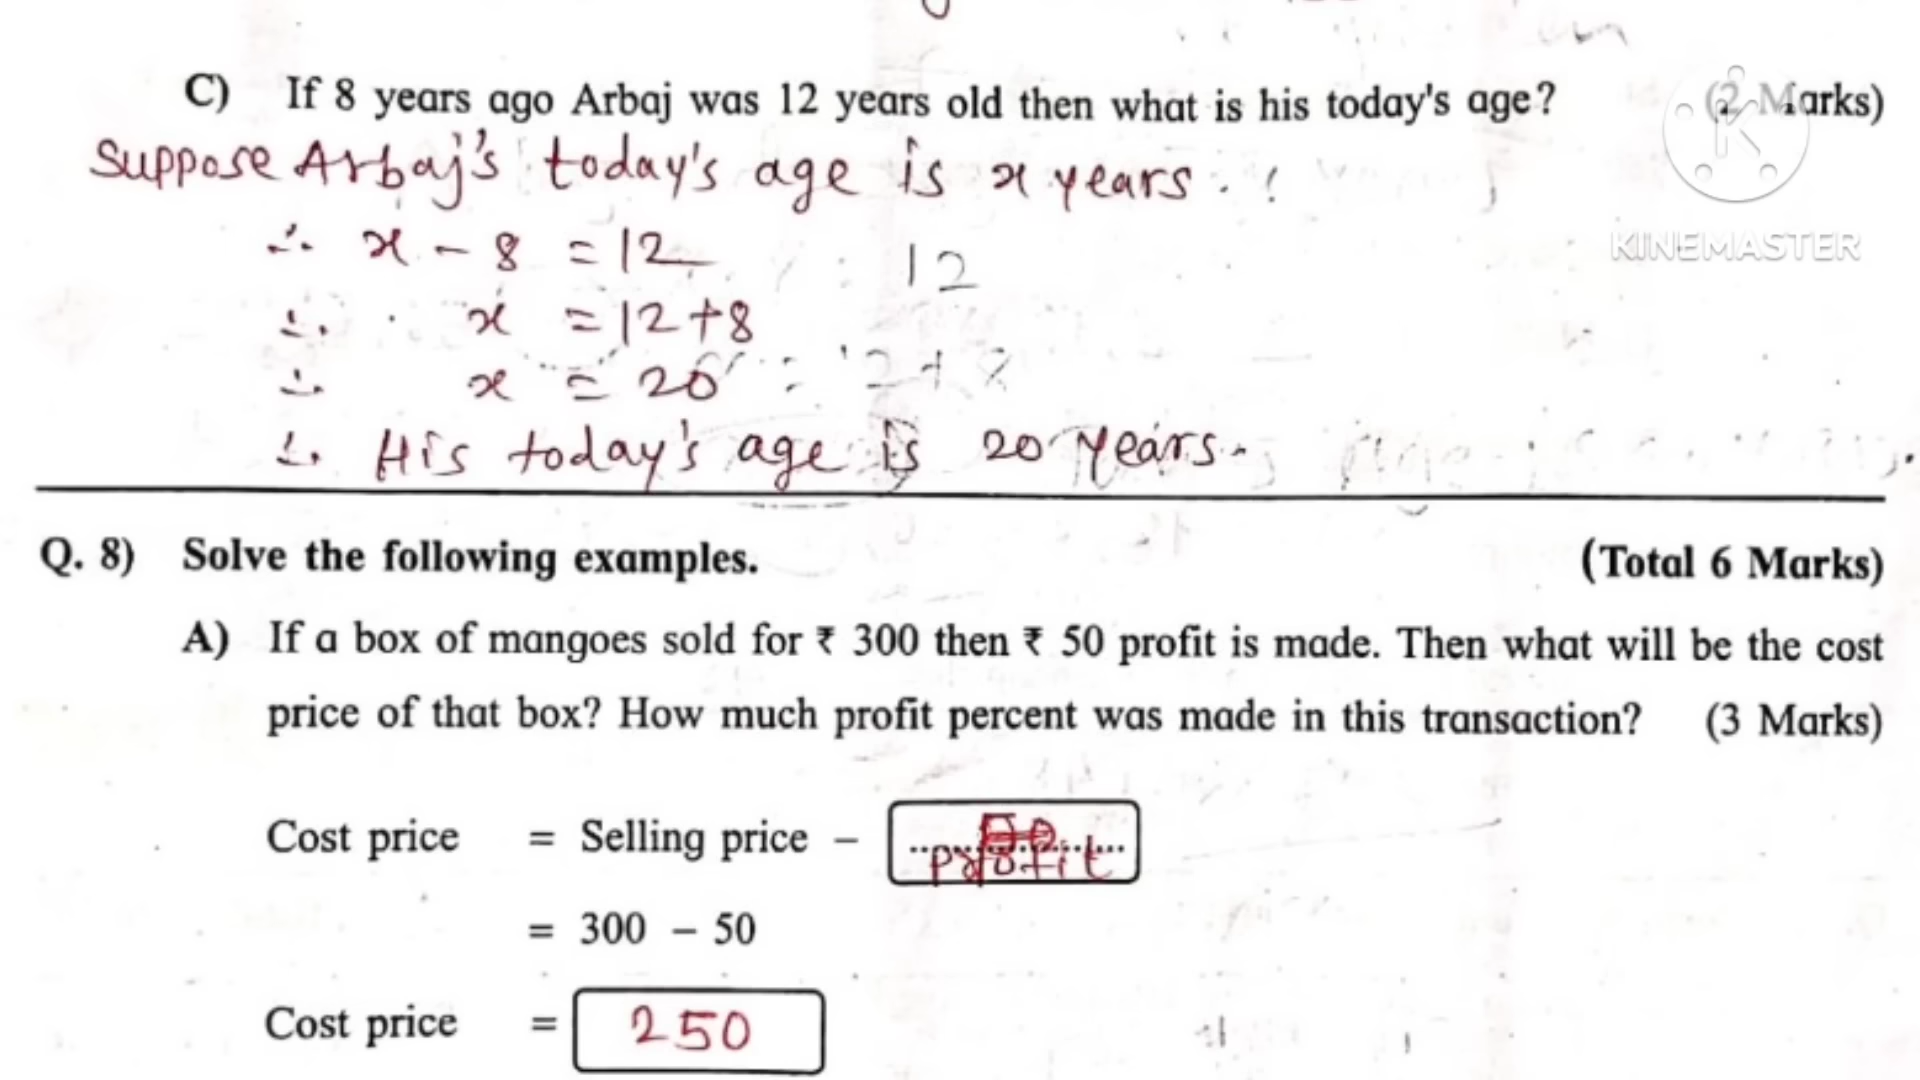 C) If 8 years ago Arbaj was 12 years old then what is his today's age? (2 Marks)
Suppose Arbaj's today's age is x years.
KINEMASTER
∴ x - 8 = 12
12
∴ x = 12+8
∴ x = 20
∴ His today's age is 20 years.
Q. 8) Solve the following examples. (Total 6 Marks)
A) If a box of mangoes sold for ₹ 300 then ₹ 50 profit is made. Then what will be the cost
price of that box? How much profit percent was made in this transaction? (3 Marks)
Cost price = Selling price – profit
= 300 – 50
Cost price = 250